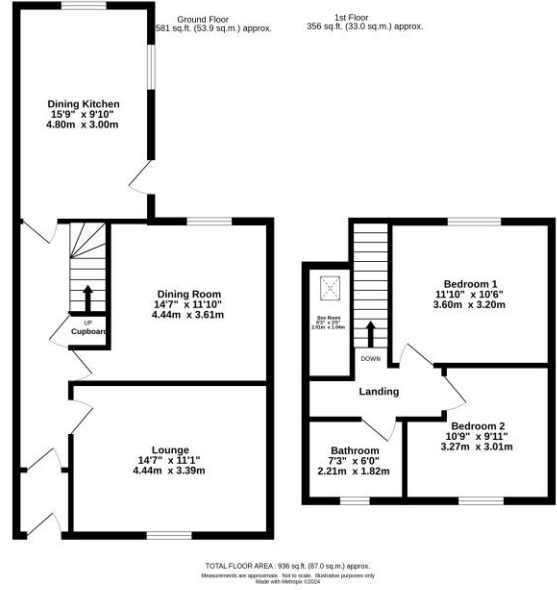 Ground Floor
581 sq.ft. (53.9 sq.m.) approx.
1st Floor
356 sq.ft. (33.0 sq.m.) approx.
Dining Kitchen
15'9" x 9'10"
4.80m x 3.00m
Dining Room
14'7" x 11'10"
4.44m x 3.61m
UP
Cupboard
Lounge
14'7" x 11'1"
4.44m x 3.39m
Bedroom 1
11'10" x 10'6"
3.60m x 3.20m
Box Room
DOWN
Landing
Bedroom 2
10'9" x 9'11"
3.27m x 3.01m
Bathroom
7'3" x 6'0"
2.21m x 1.82m
TOTAL FLOOR AREA : 936 sq.ft. (87.0 sq.m.) approx.
Measurements are approximate. Not to scale. Illustrative purposes only
Made with Metropix ©2024